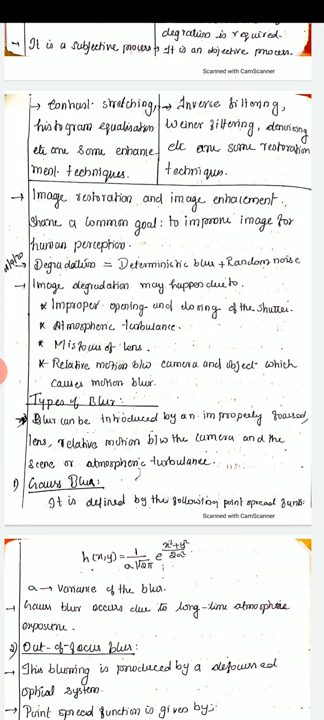 degradation is required.
→ It is a subjective process → It is an objective process.
Scanned with CamScanner
→ Contrast stretching, → Inverse filtering,
histogram equalisation Weiner filtering, denoising
etc are some enhance- etc are some restoration
ment techniques. techniques.
→ Image restoration and image enhacement
share a common goal: to improve image for
human perception.
→ Degradation = Deterministic blur + Random noise
→ Image degradation may happen due to.
* Improper opening and closing of the shutter.
* Atmospheric turbulance.
* Misfocus of lens.
* Relative motion b/w camera and object which
causes motion blur.
Types of Blur:
→ Blur can be introduced by an improperly focused
lens, relative motion b/w the camera and the
scene or atmospheric turbulance.
1) Gauss Blur:
It is defined by the following point spread funt:
Scanned with CamScanner
h(x,y) = 1/a√2π e^x²+y²/2a²
a → Variance of the blur.
→ Gauss blur occurs due to long-time atmospheric
exposure.
2) Out-of-focus blur:
→ This blurring is produced by a defocussed
optical system.
→ Point spread function is given by: